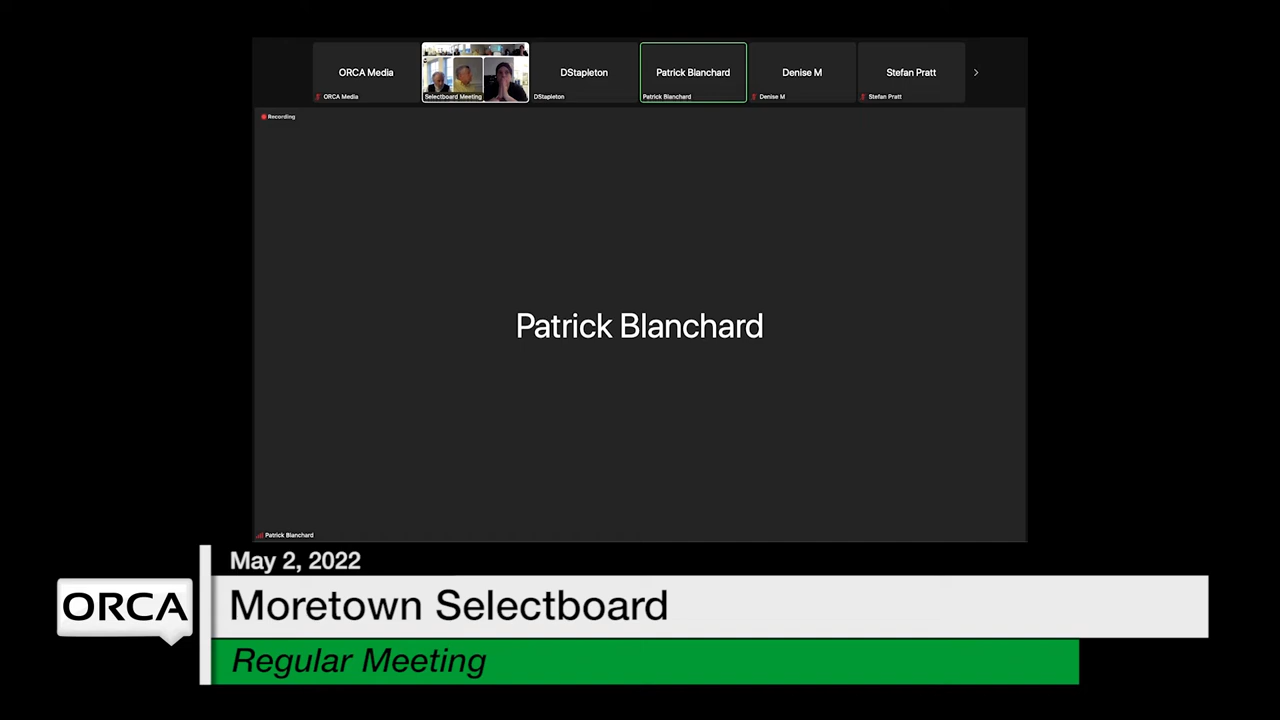 ORCA Media
DStapleton
Patrick Blanchard
Denise M
Stefan Pratt
ORCA Media
Selectboard Meeting
DStapleton
Patrick Blanchard
Denise M
Stefan Pratt
Recording
Patrick Blanchard
Patrick Blanchard
May 2, 2022
ORCA
Moretown Selectboard
Regular Meeting